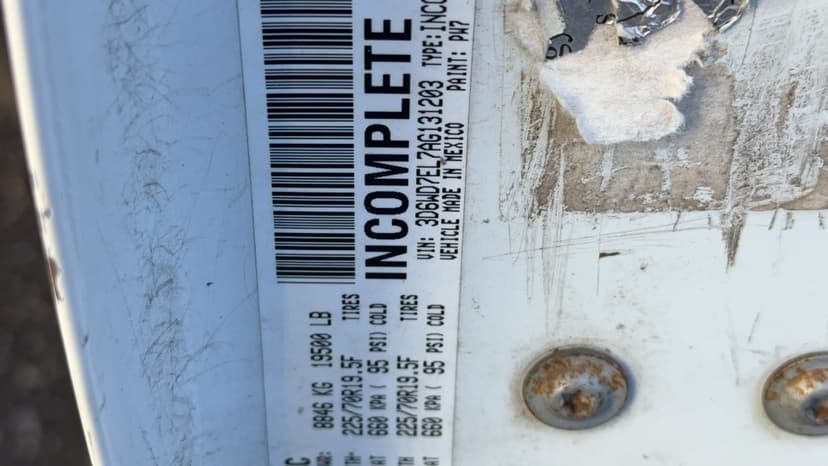 C
8846 KG 19500 LB
225/70R19.5F TIRES
660 KPA ( 95 PSI) COLD
225/70R19.5F TIRES
660 KPA ( 95 PSI) COLD
INCOMPLETE
VIN: 3D6WD7EL7AG131203 TYPE:INCO
VEHICLE MADE IN MEXICO PAINT: PW7